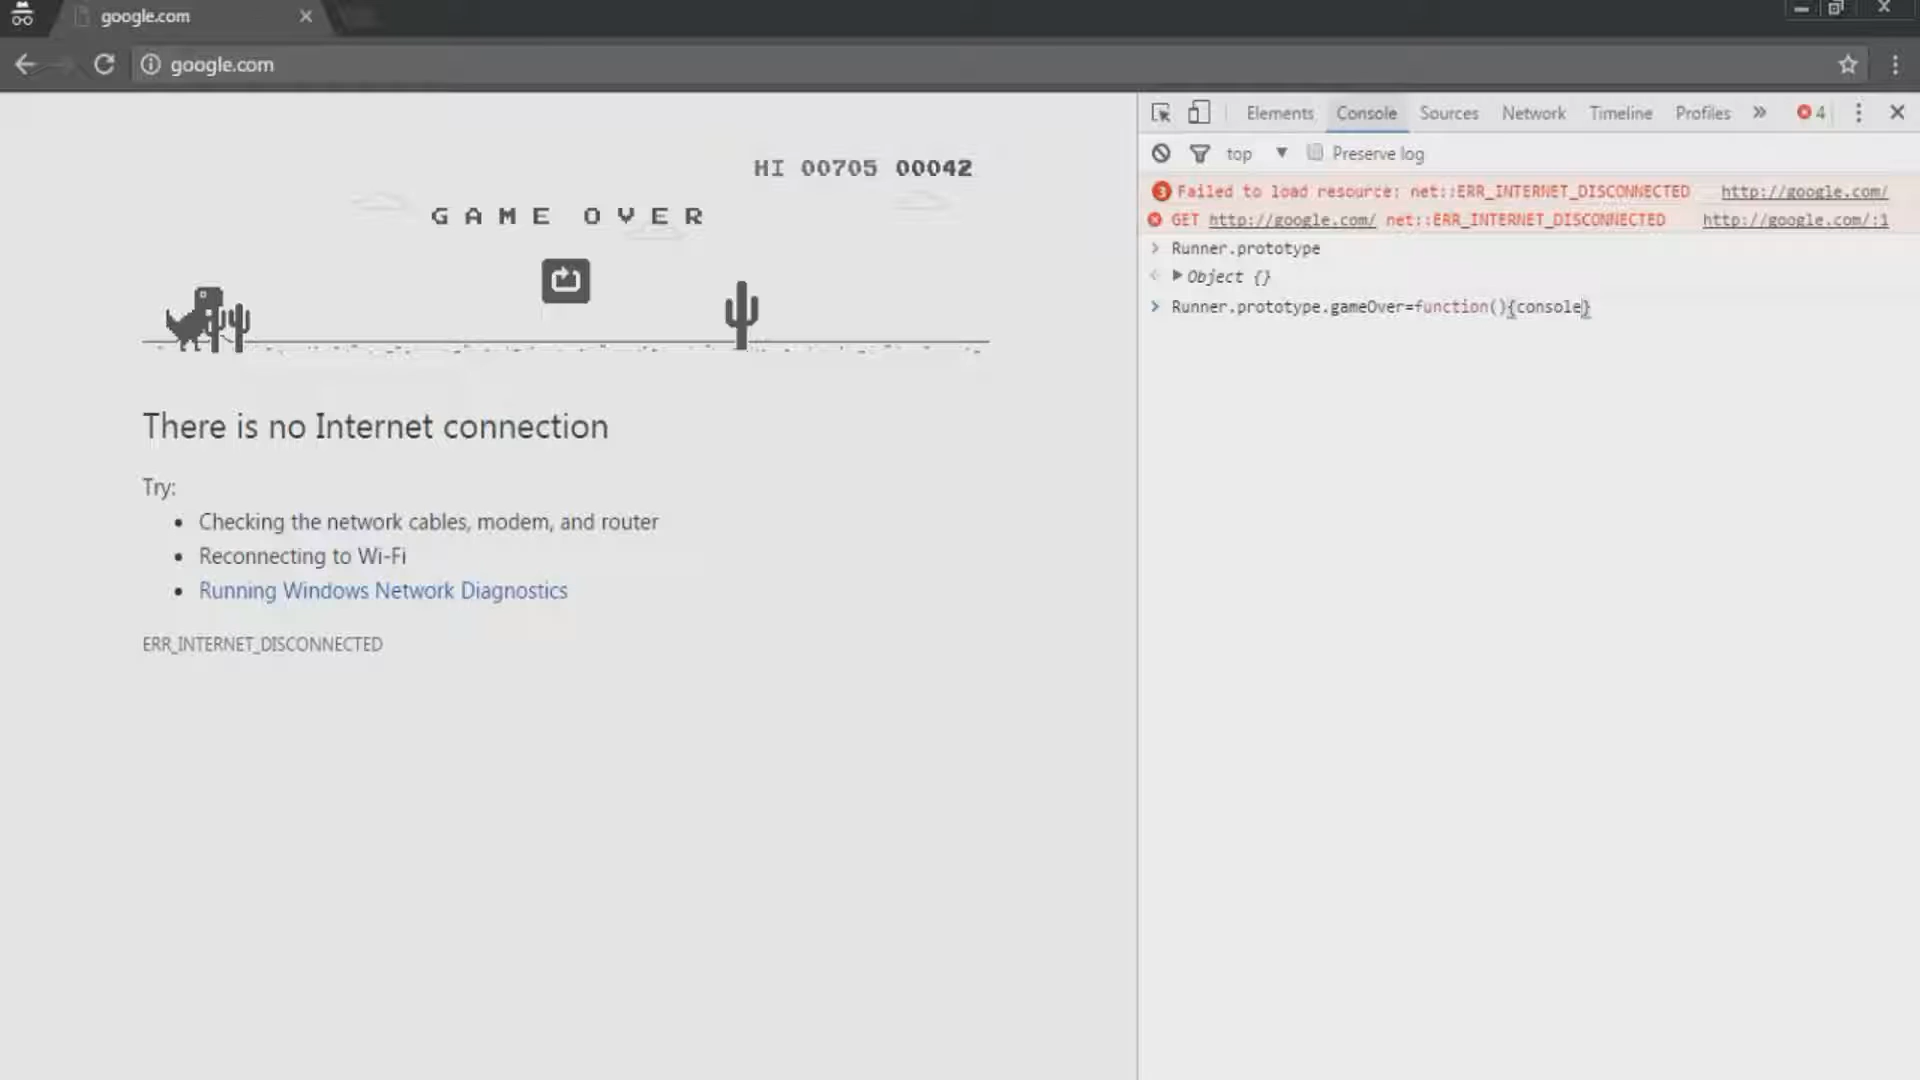 google.com
google.com
HI 00705 00042
GAME OVER
There is no Internet connection
Try:
Checking the network cables, modem, and router
Reconnecting to Wi-Fi
Running Windows Network Diagnostics
ERR_INTERNET_DISCONNECTED
Elements Console Sources Network Timeline Profiles » 4
top Preserve log
3 Failed to load resource: net::ERR_INTERNET_DISCONNECTED http://google.com/
GET http://google.com/ net::ERR_INTERNET_DISCONNECTED http://google.com/:1
Runner.prototype
Object {}
Runner.prototype.gameOver=function(){console}